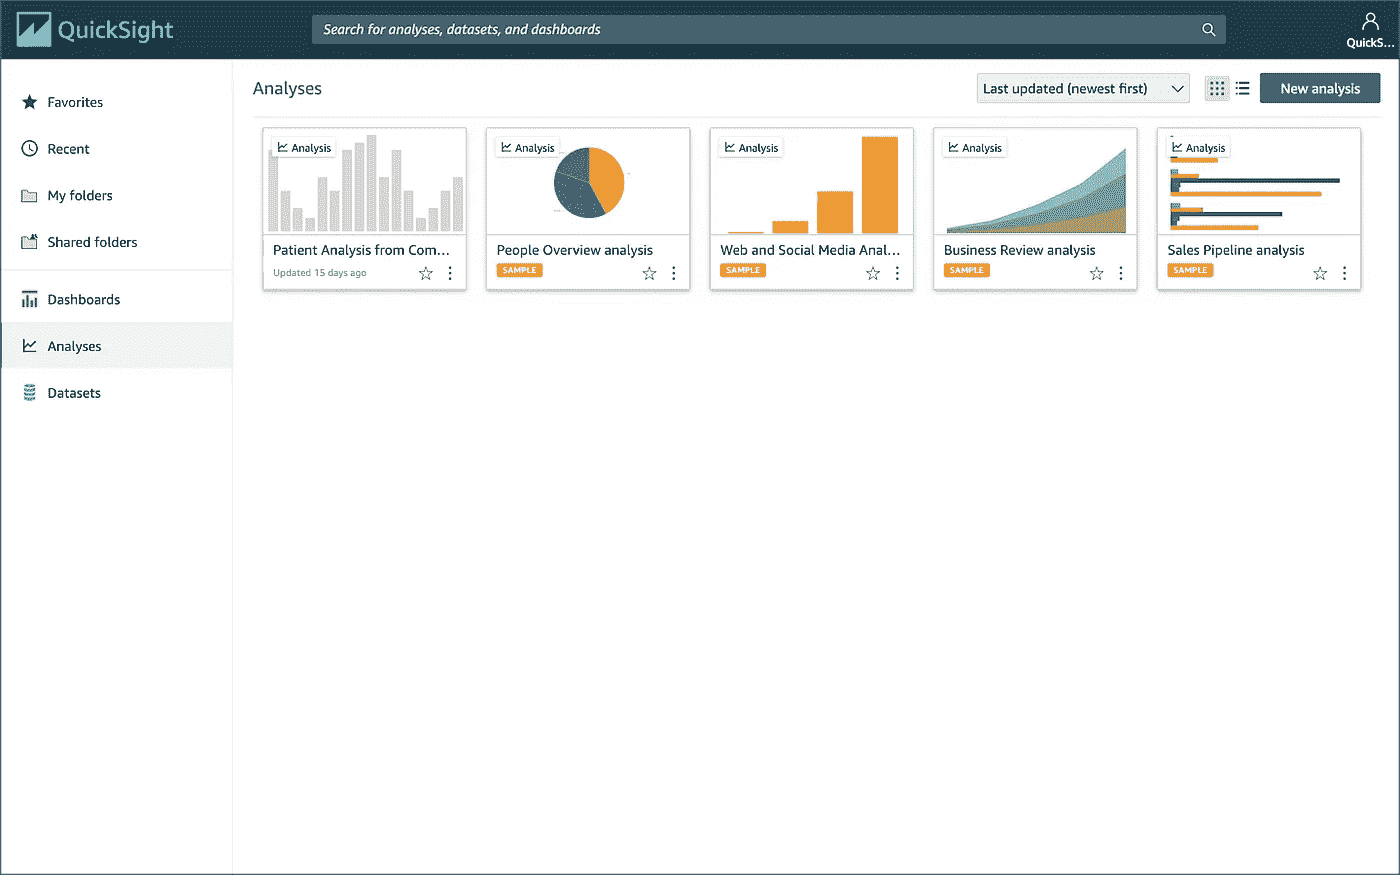 QuickSight
Search for analyses, datasets, and dashboards
QuickS...
Favorites
Recent
My folders
Shared folders
Dashboards
Analyses
Datasets
Analyses
Last updated (newest first)
New analysis
Analysis
Patient Analysis from Com...
Updated 15 days ago
Analysis
People Overview analysis
SAMPLE
Analysis
Web and Social Media Anal...
SAMPLE
Analysis
Business Review analysis
SAMPLE
Analysis
Sales Pipeline analysis
SAMPLE